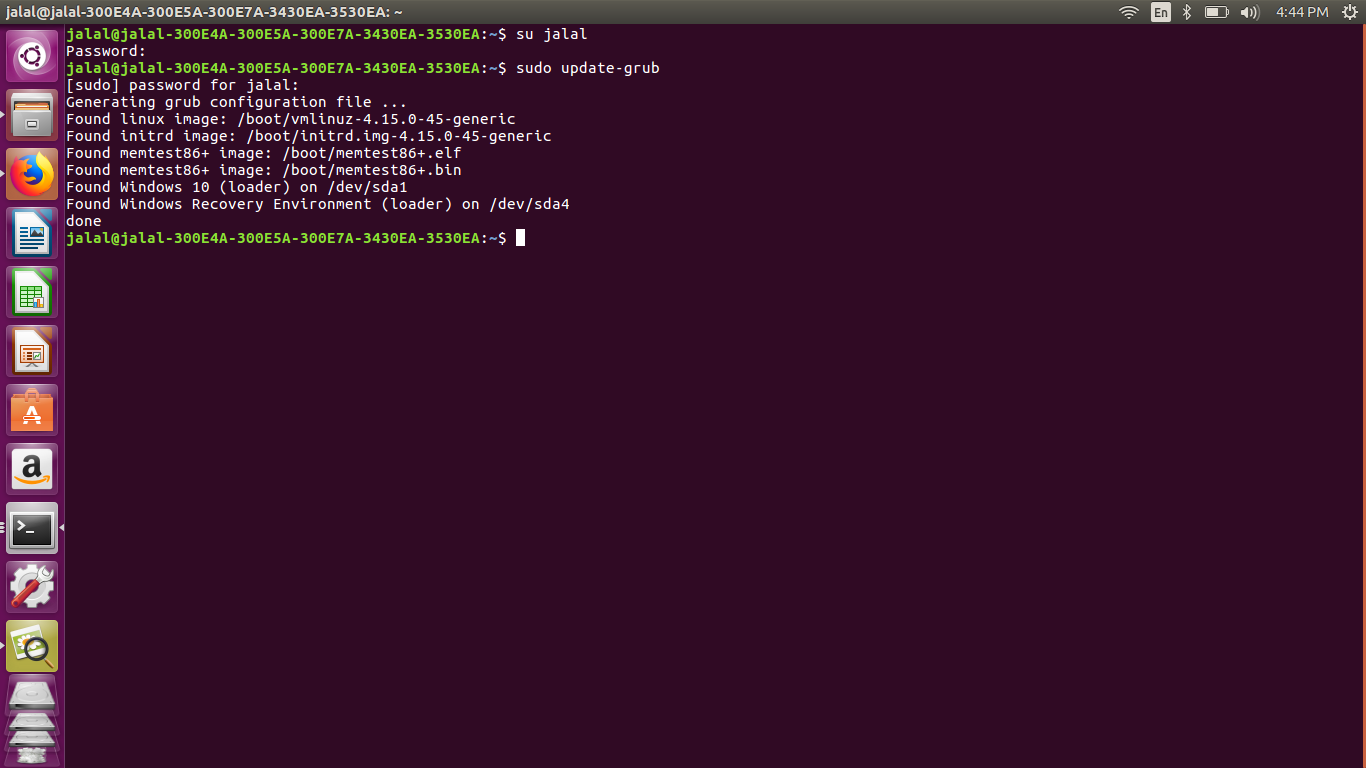 jalal@jalal-300E4A-300E5A-300E7A-3430EA-3530EA: ~
En
4:44 PM
jalal@jalal-300E4A-300E5A-300E7A-3430EA-3530EA:~$ su jalal
Password:
jalal@jalal-300E4A-300E5A-300E7A-3430EA-3530EA:~$ sudo update-grub
[sudo] password for jalal:
Generating grub configuration file ...
Found linux image: /boot/vmlinuz-4.15.0-45-generic
Found initrd image: /boot/initrd.img-4.15.0-45-generic
Found memtest86+ image: /boot/memtest86+.elf
Found memtest86+ image: /boot/memtest86+.bin
Found Windows 10 (loader) on /dev/sda1
Found Windows Recovery Environment (loader) on /dev/sda4
done
jalal@jalal-300E4A-300E5A-300E7A-3430EA-3530EA:~$